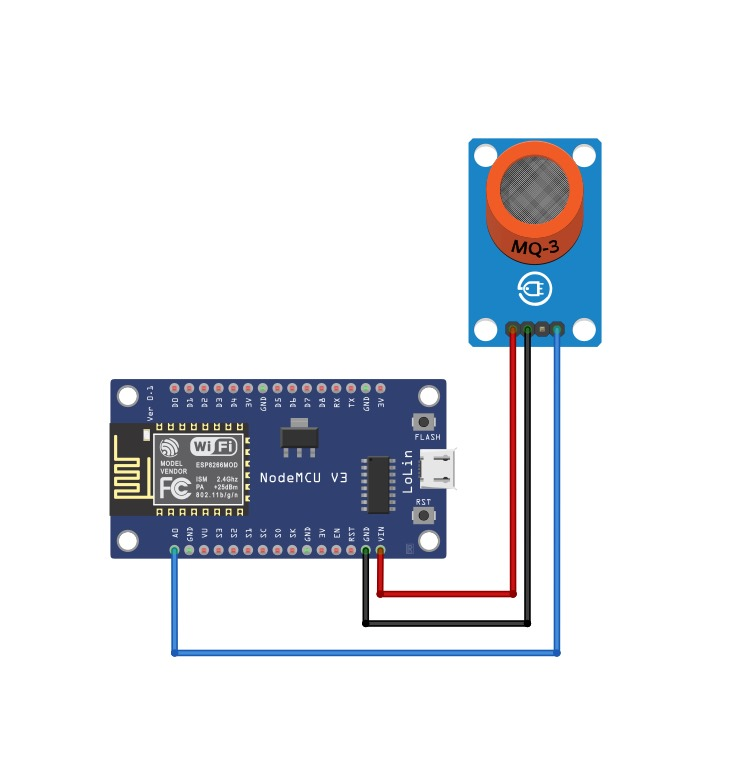 MQ-3
Ver 0.1
D0 D1 D2 D3 D4 3V GND D5 D6 D7 D8 RX TX GND 3V
FLASH
WiFi
MODEL ESP8266MOD
VENDOR
ISM 2.4Ghz
PA +25dBm
802.11b/g/n
FC
NodeMCU V3
LoLin
RST
A0 GND VU S3 S2 S1 SC S0 SK GND 3V EN RST GND VIN